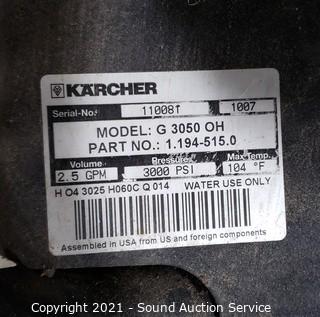 KÄRCHER
Serial-No: 11008f 1007
MODEL: G 3050 OH
PART NO.: 1.194-515.0
Volume Pressures Max Temp.
2.5 GPM 3000 PSI 104 °F
H O4 3025 H060C Q 014 WATER USE ONLY
Assembled in USA from US and foreign components
Copyright 2021 - Sound Auction Service